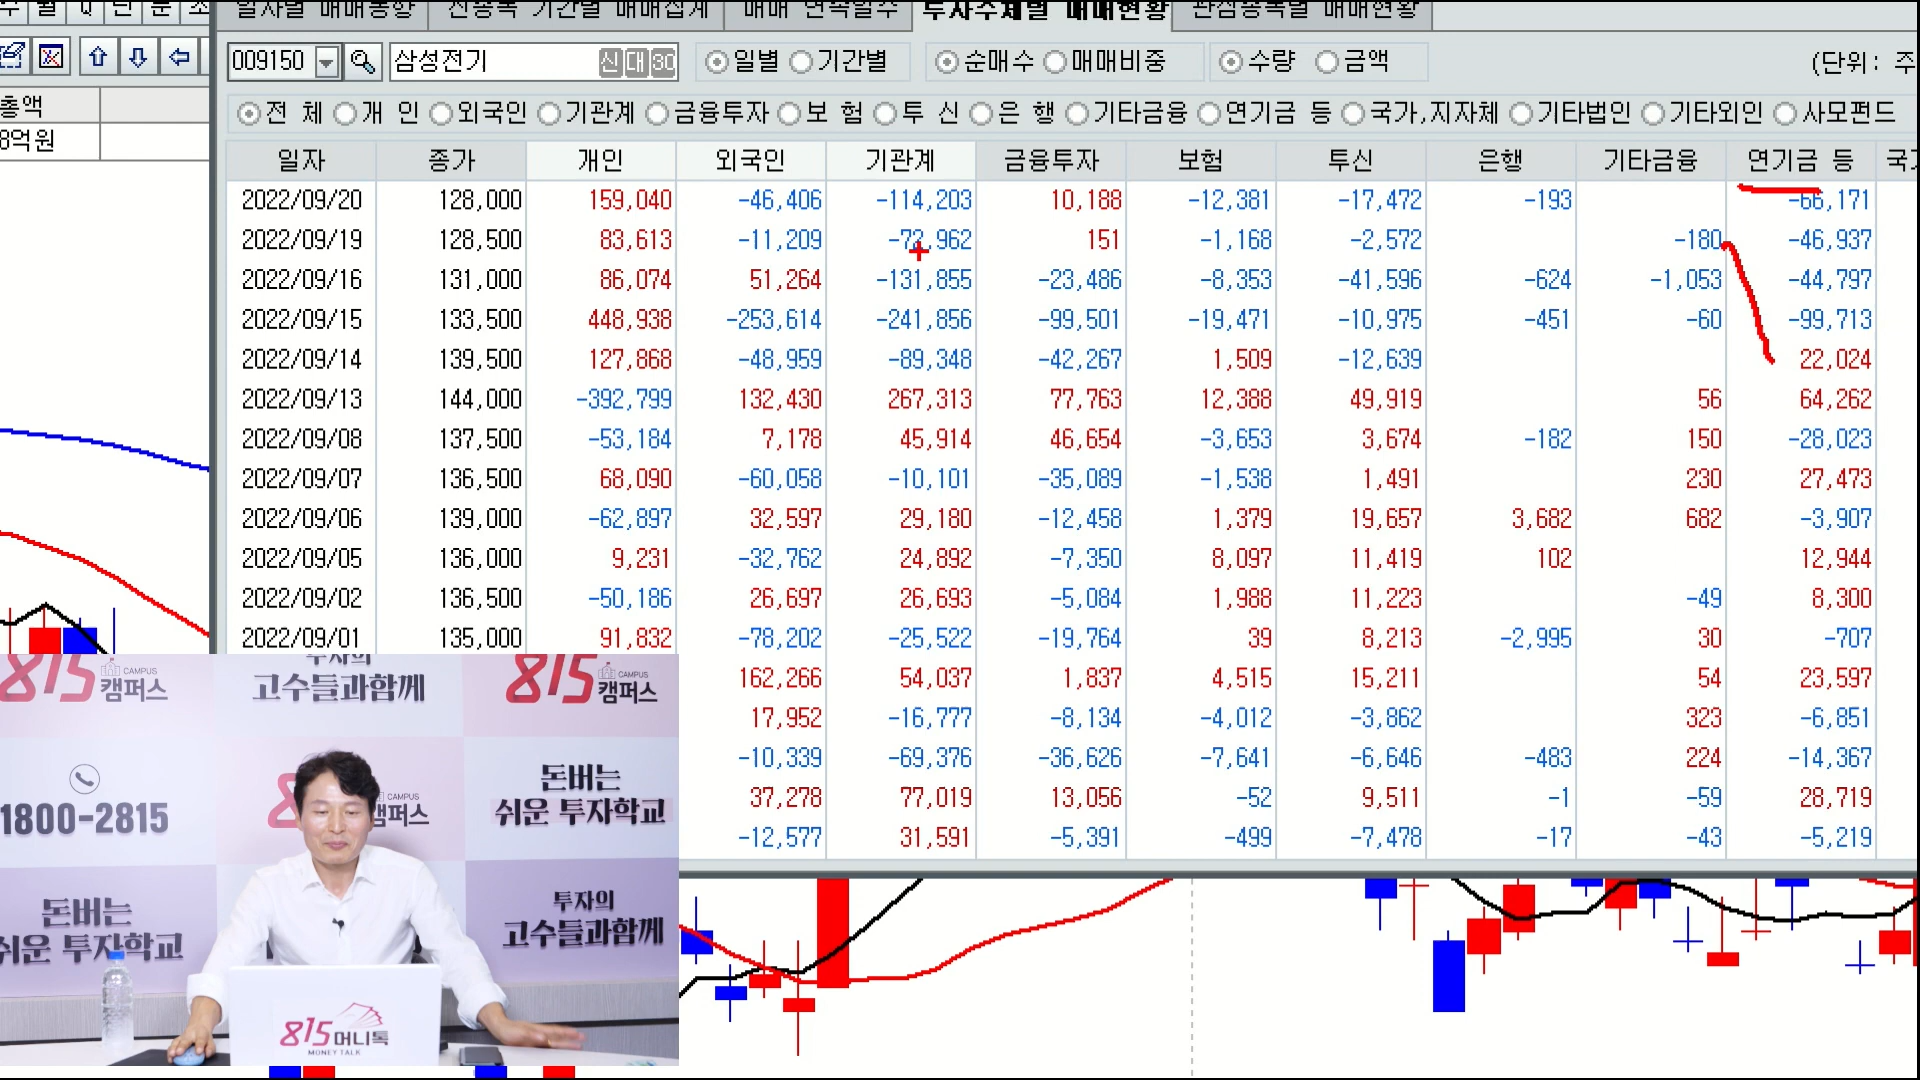 일자별 매매동향 전종목 기간별 매매집계 매매 연속일수 투자주체별 매매현황 관심종목별 매매현황
009150 삼성전기 신 대 30 일별 기간별 순매수 매매비중 수량 금액 (단위: 주
총액
8억원
전 체 개 인 외국인 기관계 금융투자 보 험 투 신 은 행 기타금융 연기금 등 국가,지자체 기타법인 기타외인 사모펀드
일자 종가 개인 외국인 기관계 금융투자 보험 투신 은행 기타금융 연기금 등
2022/09/20 128,000 159,040 -46,406 -114,203 10,188 -12,381 -17,472 -193 -66,171
2022/09/19 128,500 83,613 -11,209 -72,962 151 -1,168 -2,572 -180 -46,937
2022/09/16 131,000 86,074 51,264 -131,855 -23,486 -8,353 -41,596 -624 -1,053 -44,797
2022/09/15 133,500 448,938 -253,614 -241,856 -99,501 -19,471 -10,975 -451 -60 -99,713
2022/09/14 139,500 127,868 -48,959 -89,348 -42,267 1,509 -12,639 22,024
2022/09/13 144,000 -392,799 132,430 267,313 77,763 12,388 49,919 56 64,262
2022/09/08 137,500 -53,184 7,178 45,914 46,654 -3,653 3,674 -182 150 -28,023
2022/09/07 136,500 68,090 -60,058 -10,101 -35,089 -1,538 1,491 230 27,473
2022/09/06 139,000 -62,897 32,597 29,180 -12,458 1,379 19,657 3,682 682 -3,907
2022/09/05 136,000 9,231 -32,762 24,892 -7,350 8,097 11,419 102 12,944
2022/09/02 136,500 -50,186 26,697 26,693 -5,084 1,988 11,223 -49 8,300
2022/09/01 135,000 91,832 -78,202 -25,522 -19,764 39 8,213 -2,995 30 -707
162,266 54,037 1,837 4,515 15,211 54 23,597
17,952 -16,777 -8,134 -4,012 -3,862 323 -6,851
-10,339 -69,376 -36,626 -7,641 -6,646 -483 224 -14,367
37,278 77,019 13,056 -52 9,511 -1 -59 28,719
-12,577 31,591 -5,391 -499 -7,478 -17 -43 -5,219
815 CAMPUS 캠퍼스
투자의
고수들과함께
815 CAMPUS 캠퍼스
1800-2815
CAMPUS
캠퍼스
돈버는
쉬운 투자학교
돈버는
쉬운 투자학교
투자의
고수들과함께
815 머니톡
MONEY TALK